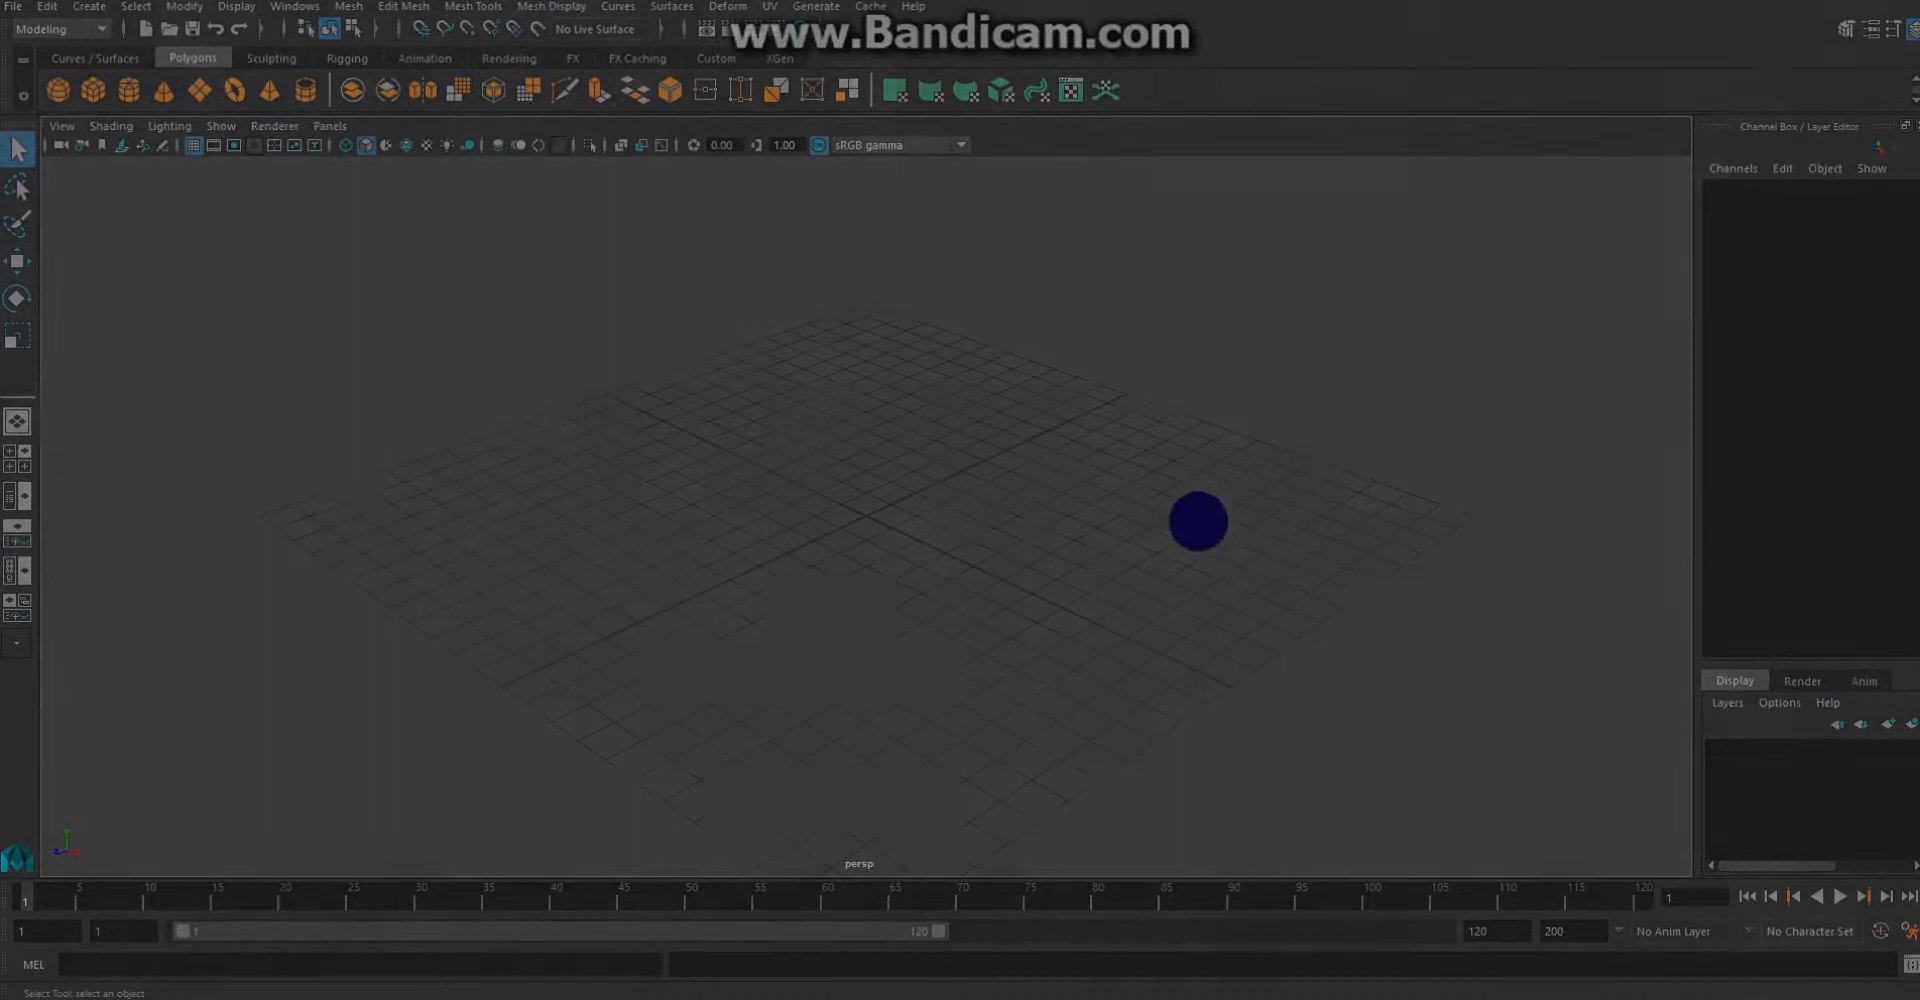 File Edit Create Select Modify Display Windows Mesh Edit Mesh Mesh Tools Mesh Display Curves Surfaces Deform UV Generate Cache Help
Modeling No Live Surface
www.Bandicam.com
Curves / Surfaces Polygons Sculpting Rigging Animation Rendering FX FX Caching Custom XGen
View Shading Lighting Show Renderer Panels
0.00 1.00 sRGB gamma
Channel Box / Layer Editor
Channels Edit Object Show
Display Render Anim
Layers Options Help
persp
5 10 15 20 25 30 35 40 45 50 55 60 65 70 75 80 85 90 95 100 105 110 115 120
1 1
1 1 1 120 120 200 No Anim Layer No Character Set
MEL
Select Tool: select an object